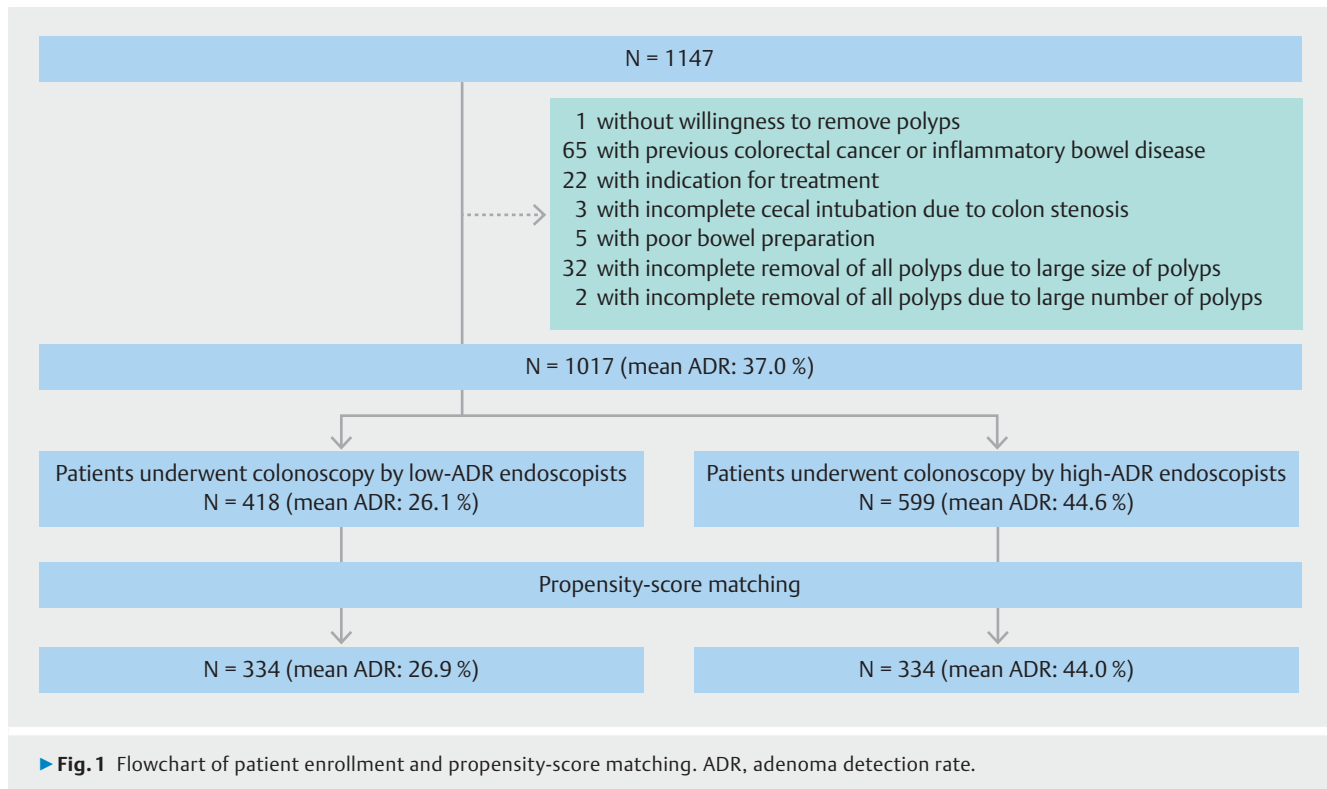 N = 1147
1 without willingness to remove polyps
65 with previous colorectal cancer or inflammatory bowel disease
22 with indication for treatment
3 with incomplete cecal intubation due to colon stenosis
5 with poor bowel preparation
32 with incomplete removal of all polyps due to large size of polyps
2 with incomplete removal of all polyps due to large number of polyps
N = 1017 (mean ADR: 37.0 %)
Patients underwent colonoscopy by low-ADR endoscopists
N = 418 (mean ADR: 26.1 %)
Patients underwent colonoscopy by high-ADR endoscopists
N = 599 (mean ADR: 44.6 %)
Propensity-score matching
N = 334 (mean ADR: 26.9 %)
N = 334 (mean ADR: 44.0 %)
▶ Fig. 1 Flowchart of patient enrollment and propensity-score matching. ADR, adenoma detection rate.